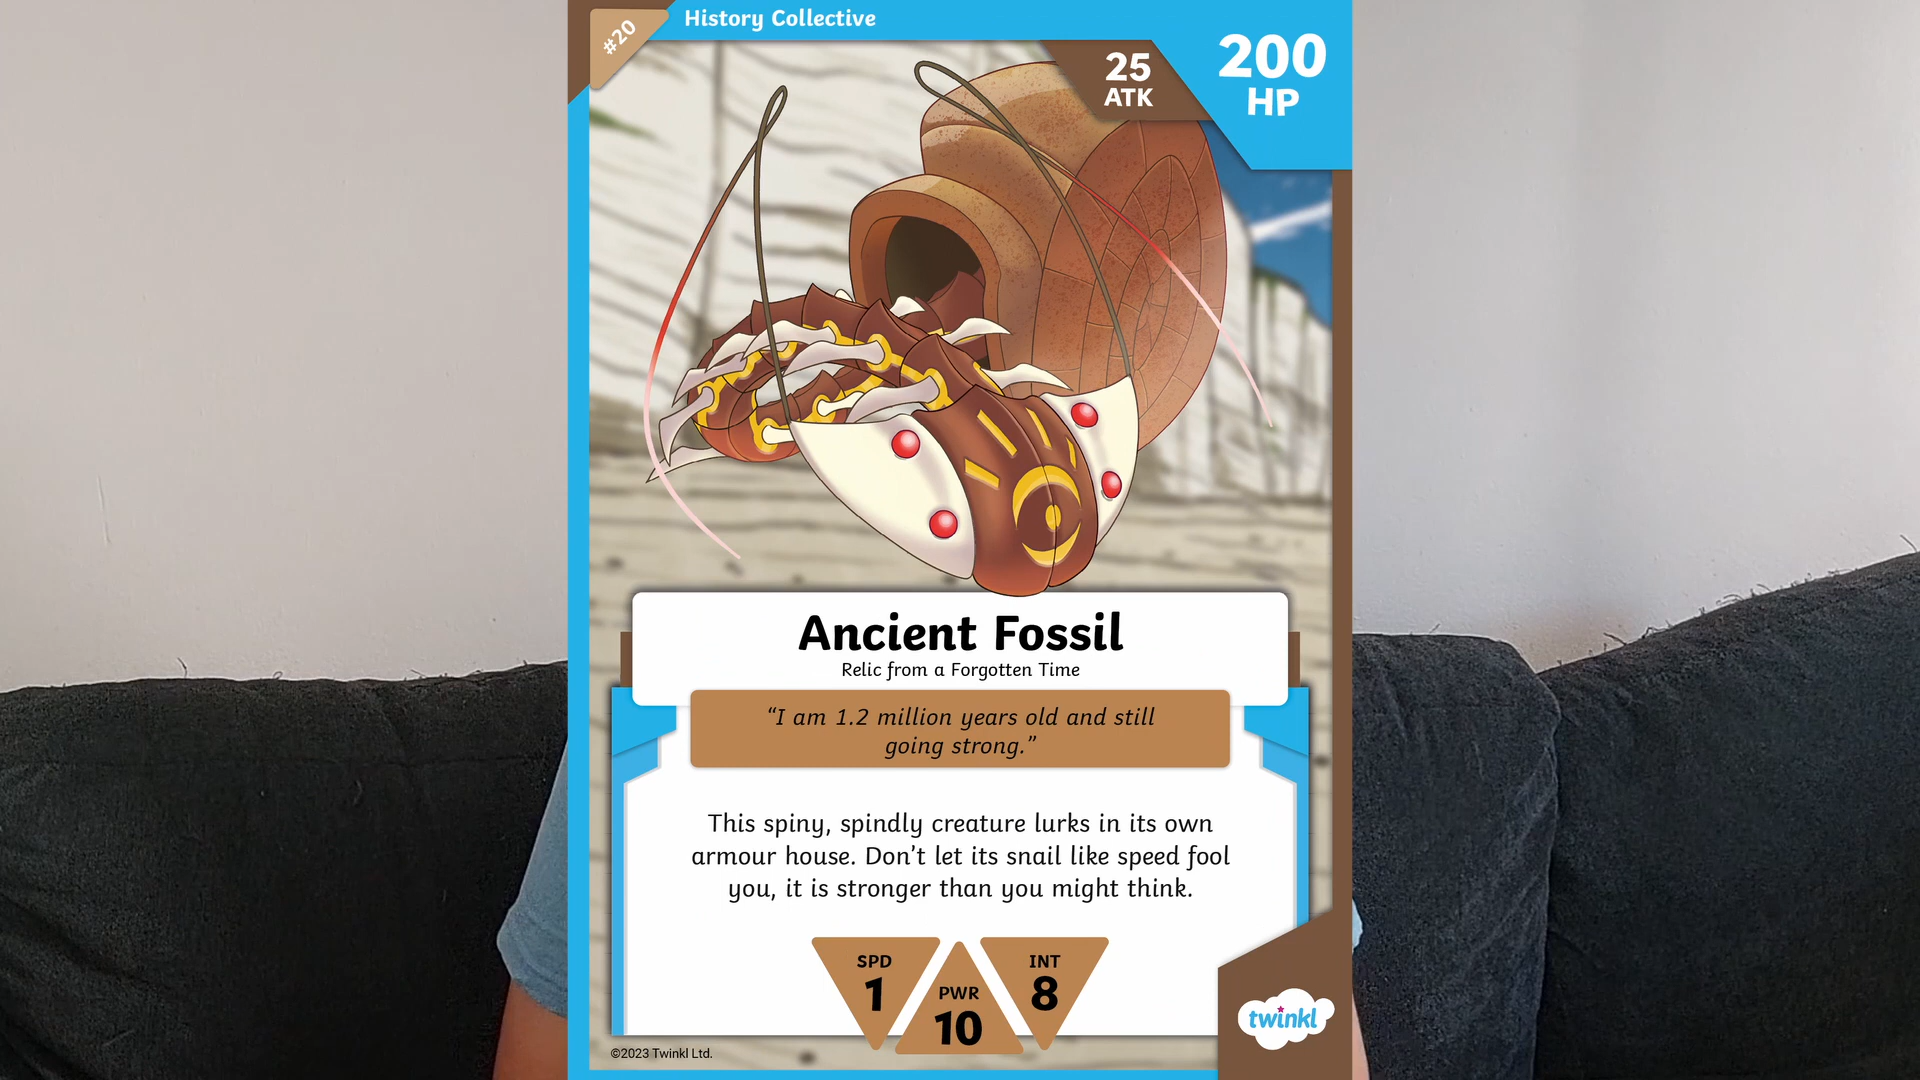 #20
History Collective
25
ATK
200
HP
Ancient Fossil
Relic from a Forgotten Time
“I am 1.2 million years old and still
going strong.”
This spiny, spindly creature lurks in its own
armour house. Don’t let its snail like speed fool
you, it is stronger than you might think.
SPD
1
PWR
10
INT
8
twinkl
©2023 Twinkl Ltd.